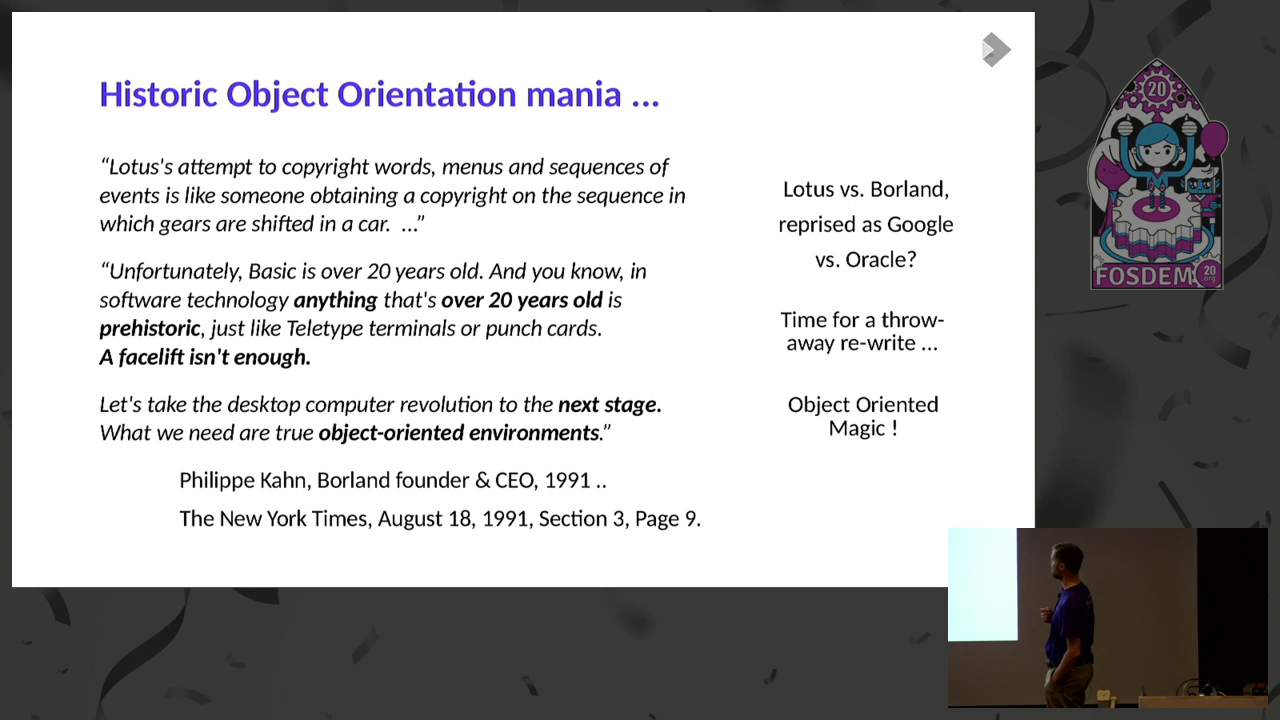 Historic Object Orientation mania ...
“Lotus's attempt to copyright words, menus and sequences of
events is like someone obtaining a copyright on the sequence in
which gears are shifted in a car.  ...”
“Unfortunately, Basic is over 20 years old. And you know, in
software technology anything that's over 20 years old is
prehistoric, just like Teletype terminals or punch cards.
A facelift isn't enough.
Let's take the desktop computer revolution to the next stage.
What we need are true object-oriented environments.”
Philippe Kahn, Borland founder & CEO, 1991 ..
The New York Times, August 18, 1991, Section 3, Page 9.
Lotus vs. Borland,
reprised as Google
vs. Oracle?
Time for a throw-
away re-write ...
Object Oriented
Magic !
20
FOSDEM
20
.org